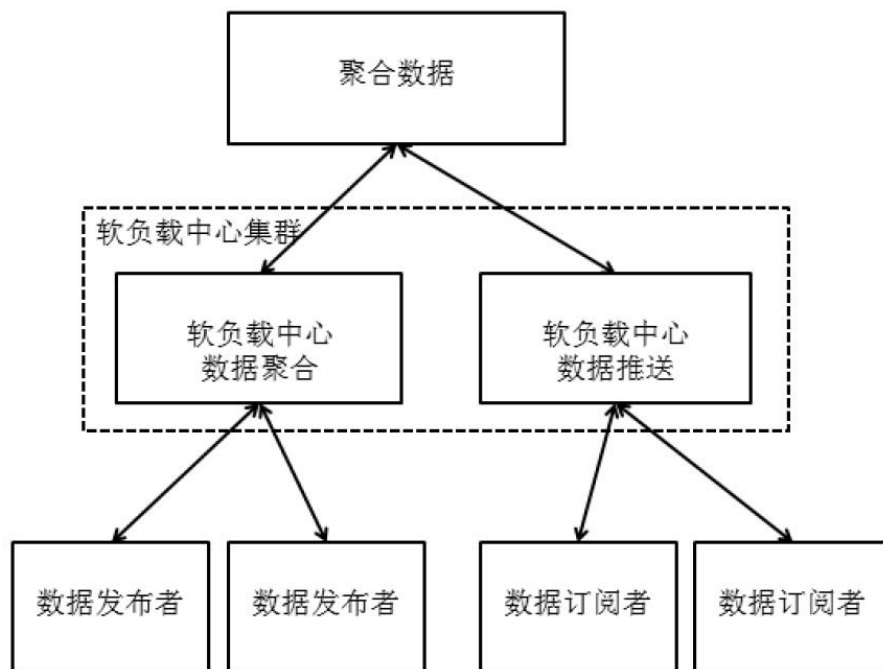 聚合数据
软负载中心集群
软负载中心
数据聚合
软负载中心
数据推送
数据发布者
数据发布者
数据订阅者
数据订阅者